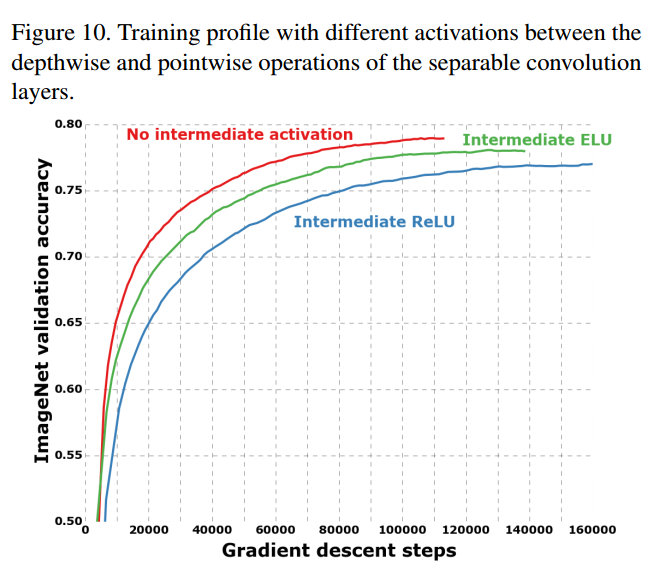 Figure 10. Training profile with different activations between the
depthwise and pointwise operations of the separable convolution
layers.
0.80
No intermediate activation
Intermediate ELU
0.75
Intermediate ReLU
0.70
0.65
0.60
0.55
0.50
ImageNet validation accuracy
0 20000 40000 60000 80000 100000 120000 140000 160000
Gradient descent steps